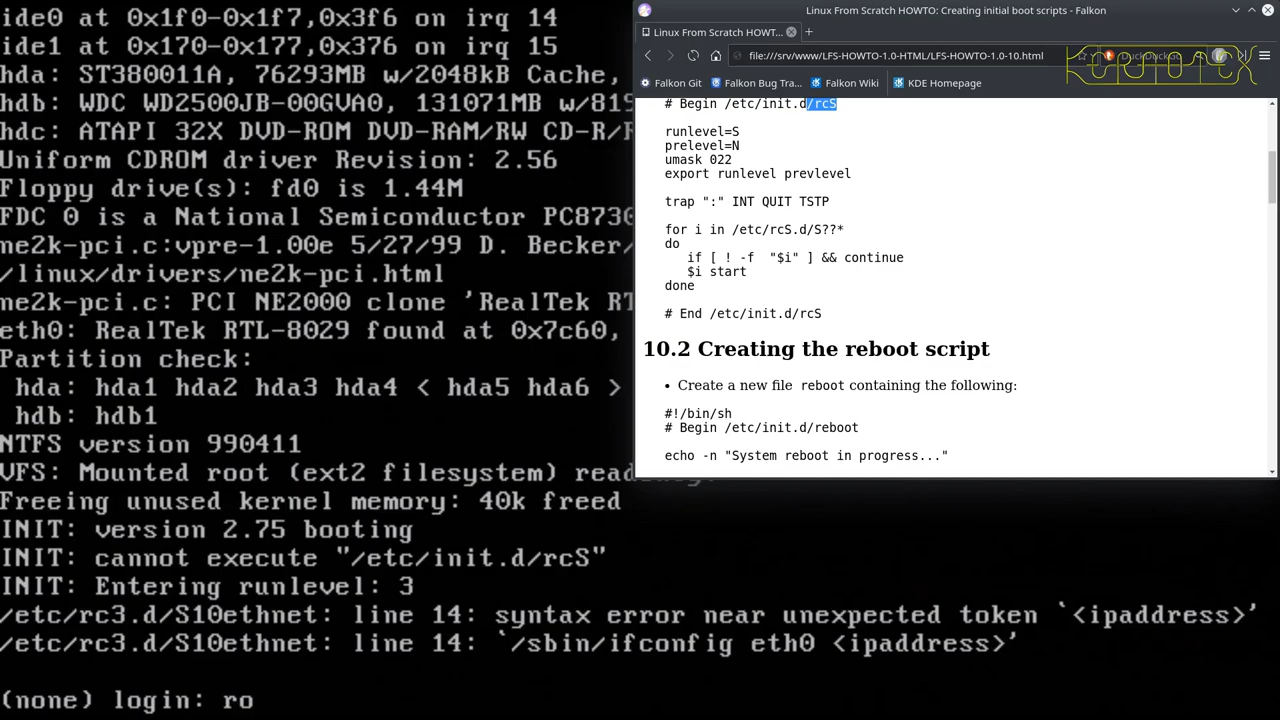 ide0 at 0x1f0-0x1f7,0x3f6 on irq 14
ide1 at 0x170-0x177,0x376 on irq 15
hda: ST380011A, 76293MB w/2048kB Cache,
hdb: WDC WD2500JB-00GVA0, 131071MB w/819
hdc: ATAPI 32X DVD-ROM DVD-RAM/RW CD-R/R
Uniform CDROM driver Revision: 2.56
Floppy drive(s): fd0 is 1.44M
FDC 0 is a National Semiconductor PC8730
ne2k-pci.c:vpre-1.00e 5/27/99 D. Becker/
/linux/drivers/ne2k-pci.html
ne2k-pci.c: PCI NE2000 clone 'RealTek RT
eth0: RealTek RTL-8029 found at 0x7c60,
Partition check:
hda: hda1 hda2 hda3 hda4 < hda5 hda6 >
hdb: hdb1
NTFS version 990411
VFS: Mounted root (ext2 filesystem)
Freeing unused kernel memory: 40k freed
INIT: version 2.75 booting
INIT: cannot execute "/etc/init.d/rcS"
INIT: Entering runlevel: 3
/etc/rc3.d/S10ethnet: line 14: syntax error near unexpected token `<ipaddress>'
/etc/rc3.d/S10ethnet: line 14: `/sbin/ifconfig eth0 <ipaddress>'
(none) login: ro
Linux From Scratch HOWTO: Creating initial boot scripts - Falkon
Linux From Scratch HOWT...
file:///srv/www/LFS-HOWTO-1.0-HTML/LFS-HOWTO-1.0-10.html
Falkon Git Falkon Bug Tra... Falkon Wiki KDE Homepage
# Begin /etc/init.d/rcS
runlevel=S
prelevel=N
umask 022
export runlevel prevlevel
trap ":" INT QUIT TSTP
for i in /etc/rcS.d/S??*
do
if [ ! -f "$i" ] && continue
$i start
done
# End /etc/init.d/rcS
10.2 Creating the reboot script
• Create a new file reboot containing the following:
#!/bin/sh
# Begin /etc/init.d/reboot
echo -n "System reboot in progress..."